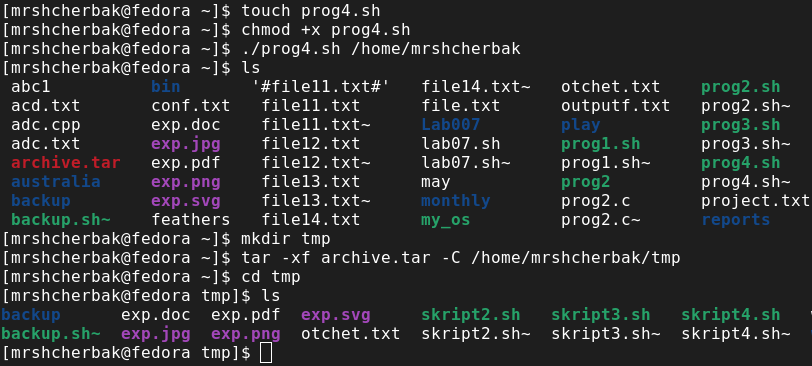 [mrshcherbak@fedora ~]$ touch prog4.sh
[mrshcherbak@fedora ~]$ chmod +x prog4.sh
[mrshcherbak@fedora ~]$ ./prog4.sh /home/mrshcherbak
[mrshcherbak@fedora ~]$ ls
abc1 bin '#file11.txt#' file14.txt~ otchet.txt prog2.sh
acd.txt conf.txt file11.txt file.txt outputf.txt prog2.sh~
adc.cpp exp.doc file11.txt~ Lab007 play prog3.sh
adc.txt exp.jpg file12.txt lab07.sh prog1.sh prog3.sh~
archive.tar exp.pdf file12.txt~ lab07.sh~ prog1.sh~ prog4.sh
australia exp.png file13.txt may prog2 prog4.sh~
backup exp.svg file13.txt~ monthly prog2.c project.txt
backup.sh~ feathers file14.txt my_os prog2.c~ reports
[mrshcherbak@fedora ~]$ mkdir tmp
[mrshcherbak@fedora ~]$ tar -xf archive.tar -C /home/mrshcherbak/tmp
[mrshcherbak@fedora ~]$ cd tmp
[mrshcherbak@fedora tmp]$ ls
backup exp.doc exp.pdf exp.svg skript2.sh skript3.sh skript4.sh
backup.sh~ exp.jpg exp.png otchet.txt skript2.sh~ skript3.sh~ skript4.sh~
[mrshcherbak@fedora tmp]$